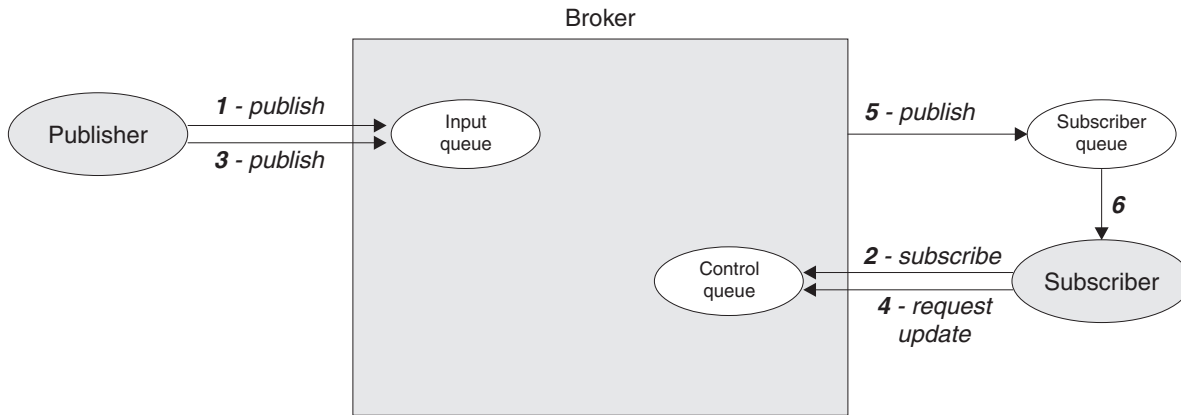 Broker
1 - publish
Publisher
3 - publish
Input
queue
5 - publish
Subscriber
queue
6
Control
queue
2 - subscribe
Subscriber
4 - request
update